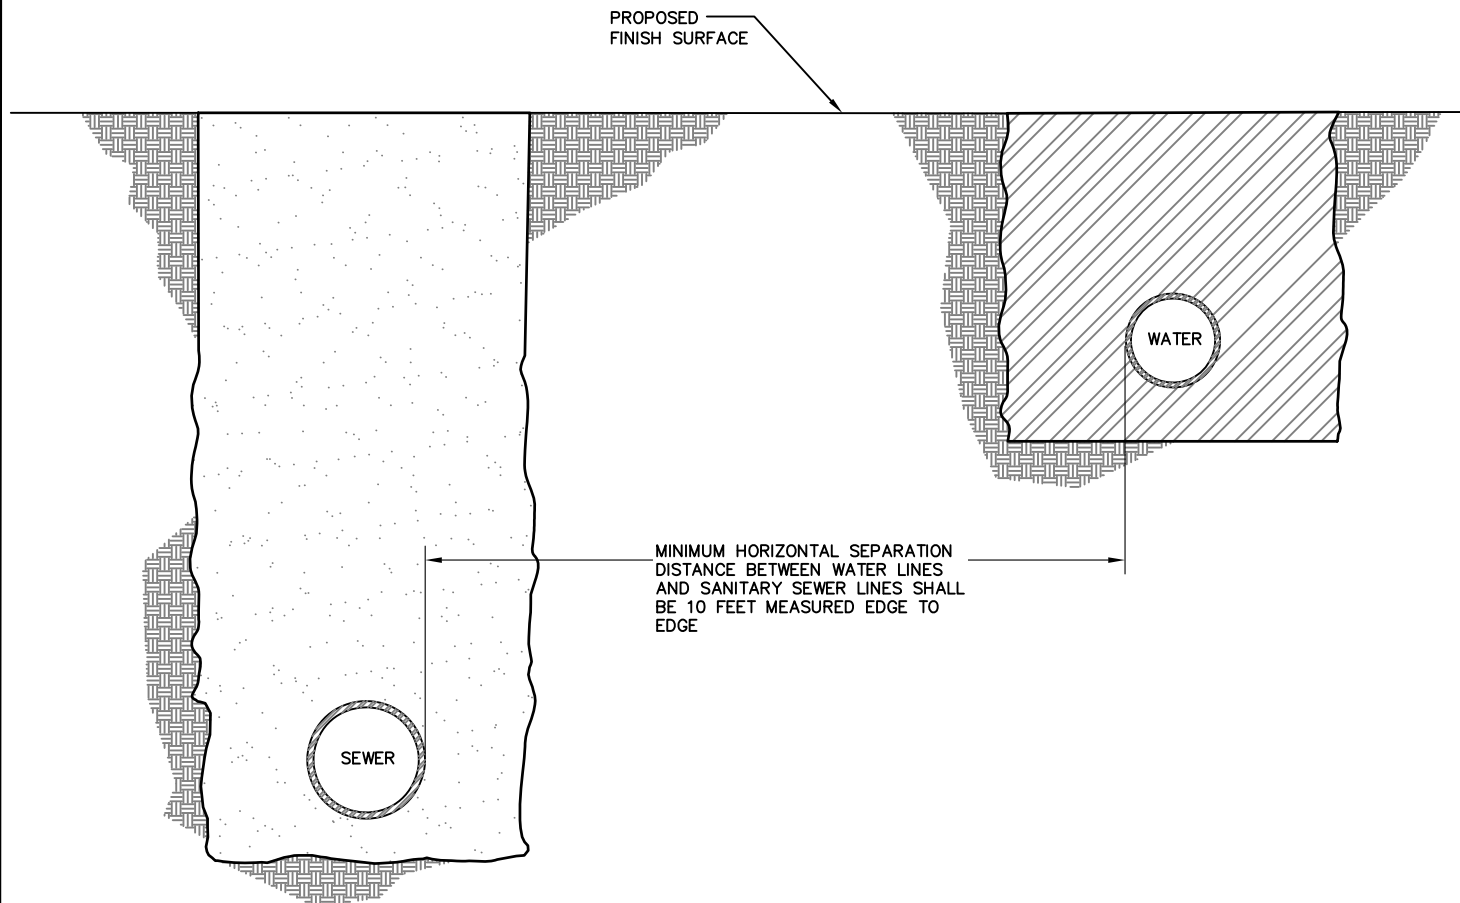 PROPOSED
FINISH SURFACE
WATER
MINIMUM HORIZONTAL SEPARATION
DISTANCE BETWEEN WATER LINES
AND SANITARY SEWER LINES SHALL
BE 10 FEET MEASURED EDGE TO
EDGE
SEWER